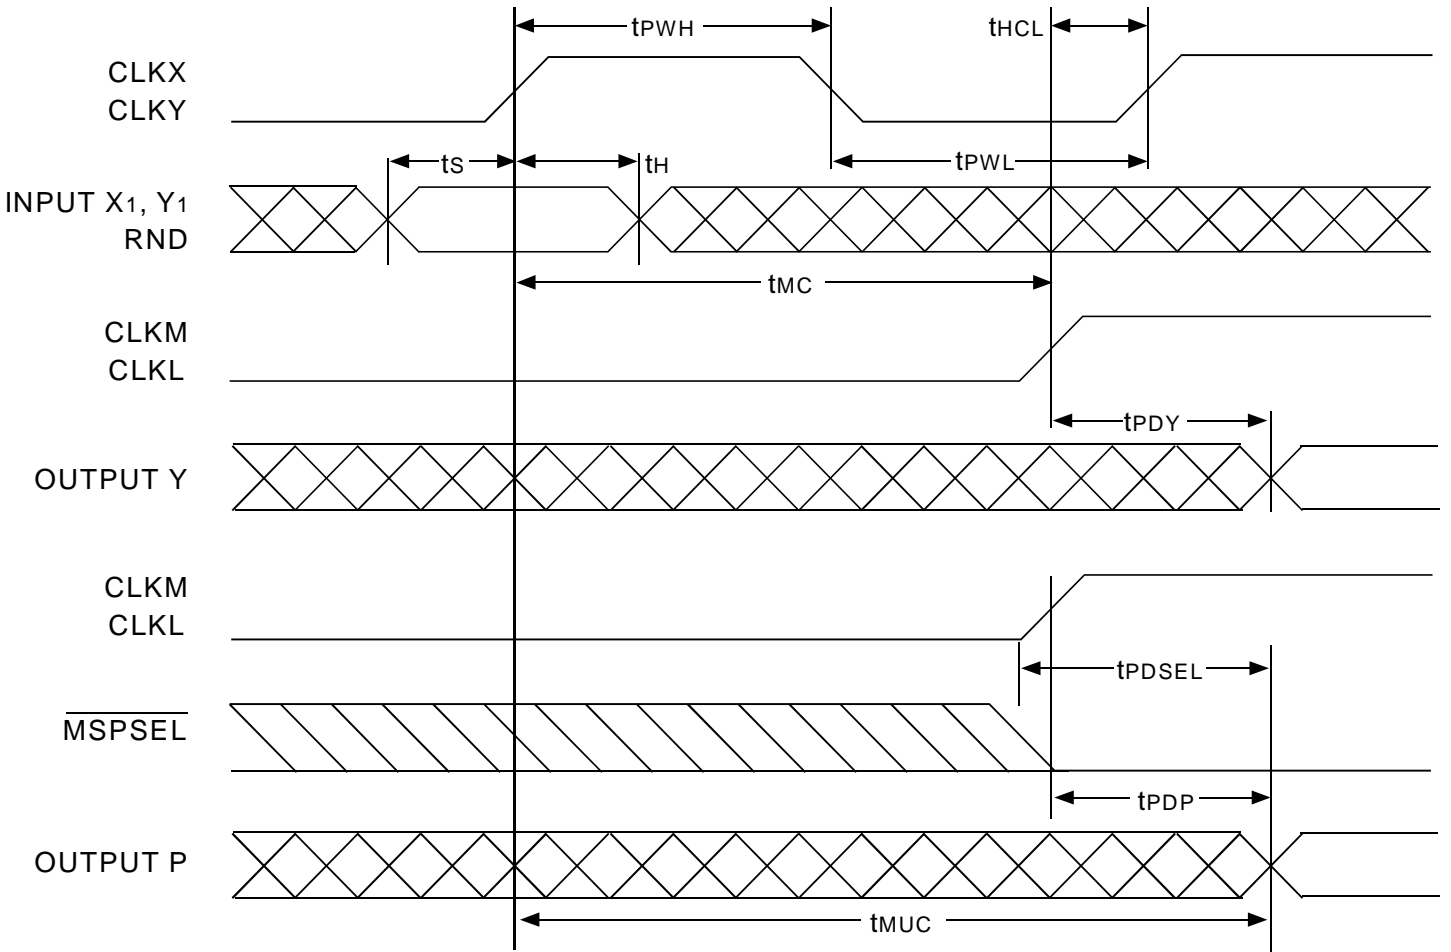 tPWH
tHCL
CLKX
CLKY
tS
tH
tPWL
INPUT X1, Y1
RND
tMC
CLKM
CLKL
tPDY
OUTPUT Y
CLKM
CLKL
tPDSEL
MSPSEL
tPDP
OUTPUT P
tMUC